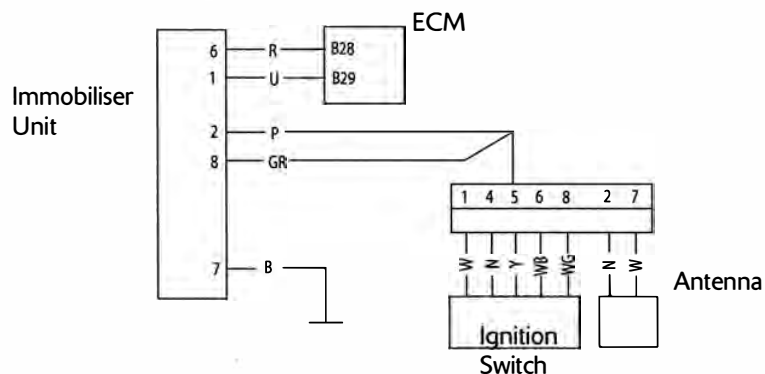 ECM
6 R B28
1 U B29
Immobiliser
Unit
2 P
8 GR
1 4 5 6 8 2 7
W N Y WB WG N W
7 B
Antenna
Ignition
Switch